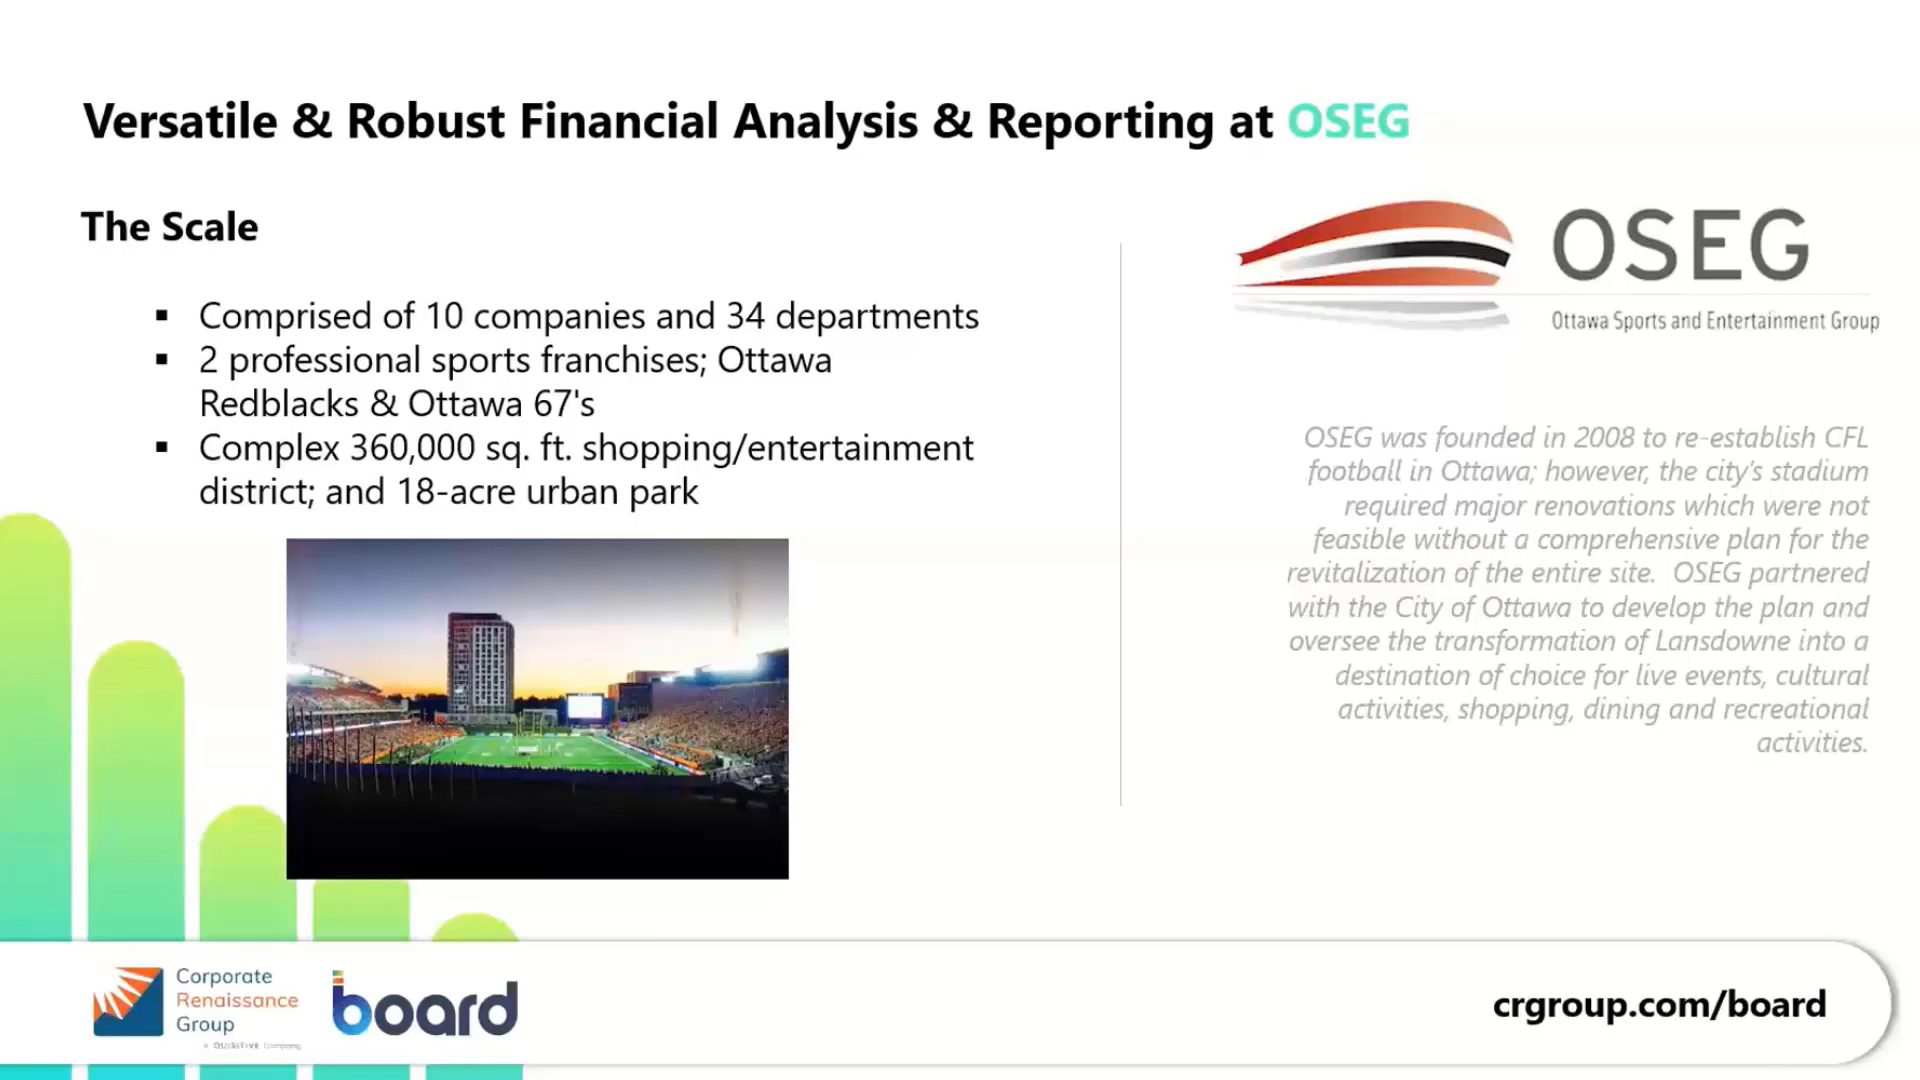 Versatile & Robust Financial Analysis & Reporting at OSEG
The Scale
▪ Comprised of 10 companies and 34 departments
▪ 2 professional sports franchises; Ottawa
Redblacks & Ottawa 67's
▪ Complex 360,000 sq. ft. shopping/entertainment
district; and 18-acre urban park
OSEG
Ottawa Sports and Entertainment Group
OSEG was founded in 2008 to re-establish CFL
football in Ottawa; however, the city's stadium
required major renovations which were not
feasible without a comprehensive plan for the
revitalization of the entire site. OSEG partnered
with the City of Ottawa to develop the plan and
oversee the transformation of Lansdowne into a
destination of choice for live events, cultural
activities, shopping, dining and recreational
activities.
Corporate
Renaissance
Group
A QUISITIVE Company
board
crgroup.com/board